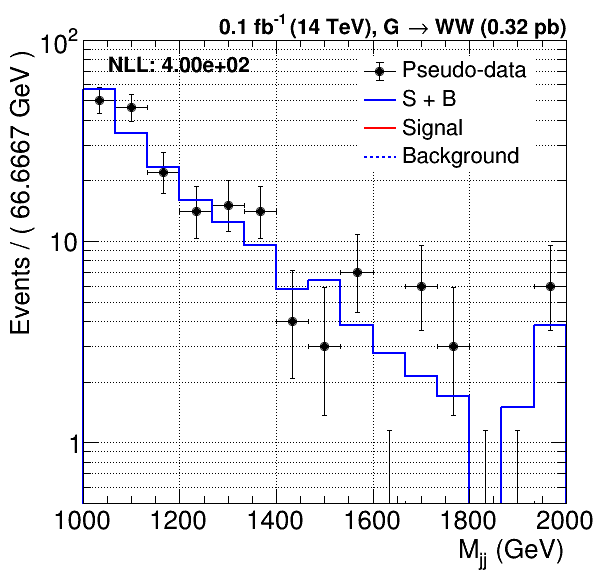 0.1 fb⁻¹ (14 TeV), G → WW (0.32 pb)
10²
NLL: 4.00e+02
Pseudo-data
S + B
Signal
Background
Events / ( 66.6667 GeV )
10
1
1000 1200 1400 1600 1800 2000
M_jj (GeV)